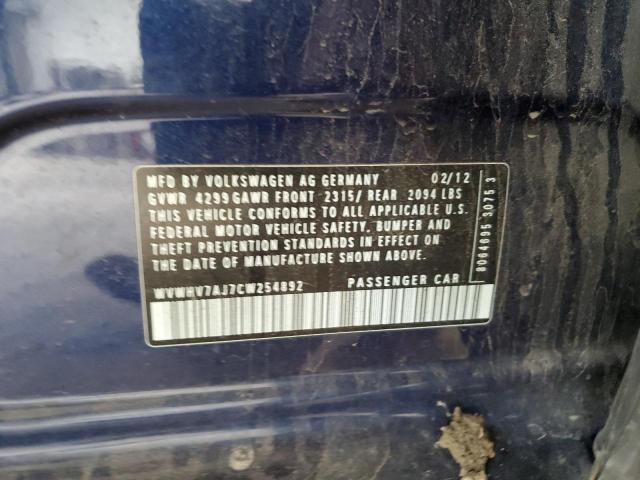 MFD BY VOLKSWAGEN AG GERMANY 02/12
GVWR 4299 GAWR FRONT 2315/ REAR 2094 LBS
THIS VEHICLE CONFORMS TO ALL APPLICABLE U.S.
FEDERAL MOTOR VEHICLE SAFETY, BUMPER AND
THEFT PREVENTION STANDARDS IN EFFECT ON
THE DATE OF MANUFACTURE SHOWN ABOVE.
WVWHV7AJ7CW254892 PASSENGER CAR
8064695 3075 3